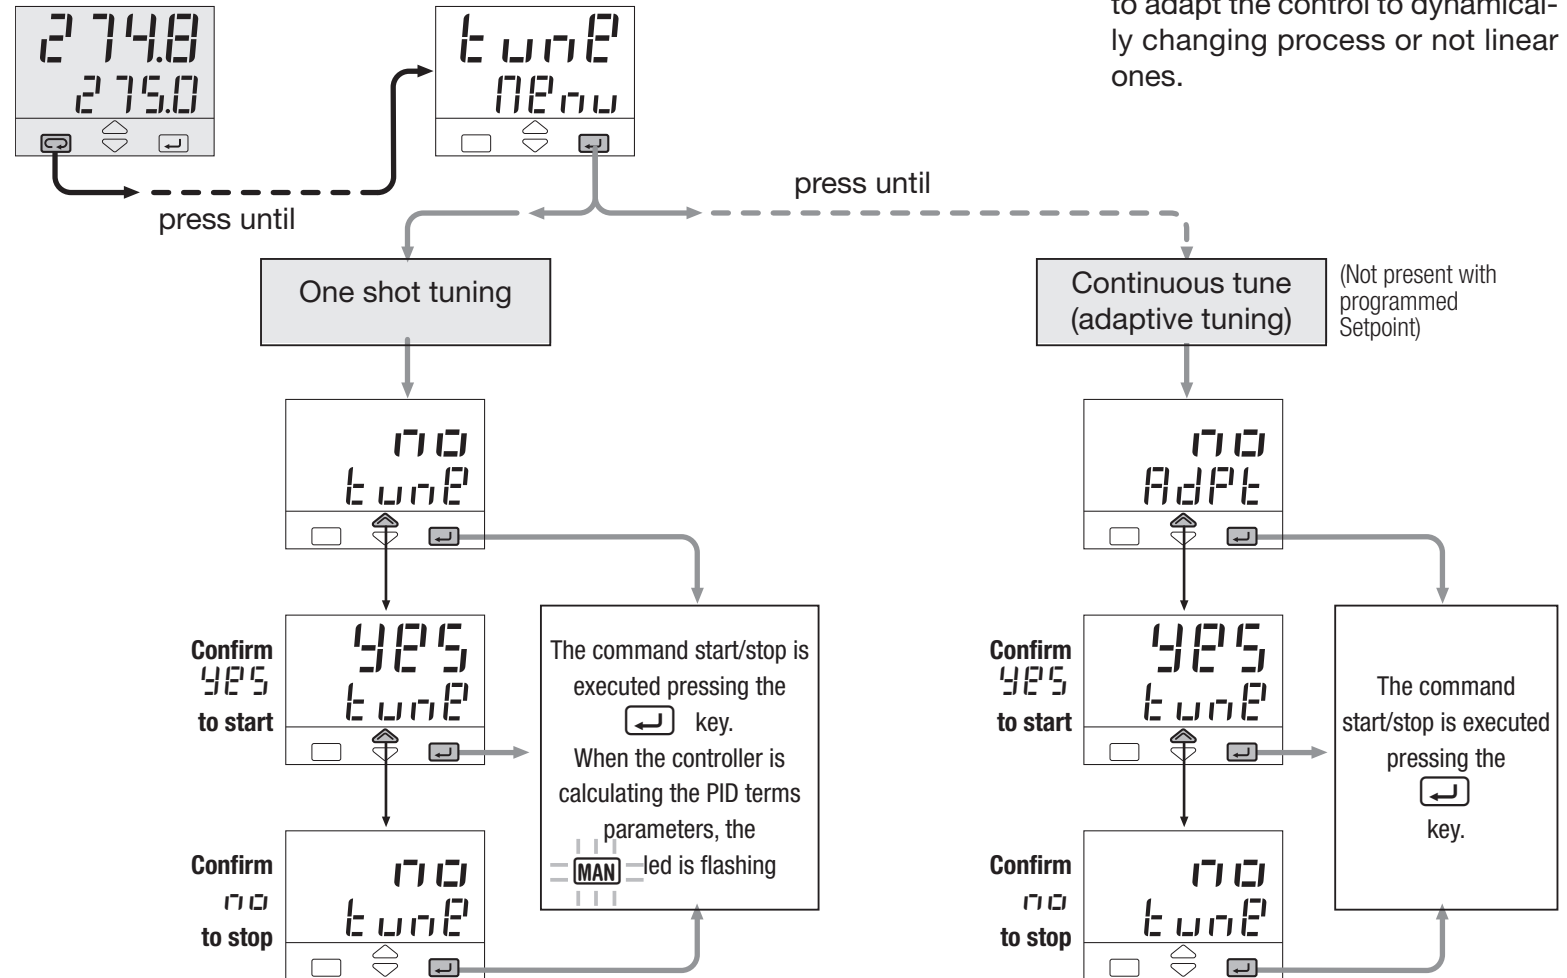 to adapt the control to dynamical-
ly changing process or not linear
ones.
274.8
275.0
tune
Menu
press until
press until
One shot tuning
Continuous tune
(adaptive tuning)
(Not present with
programmed
Setpoint)
no
tune
Confirm
yes
to start
yes
tune
The command start/stop is
executed pressing the
key.
When the controller is
calculating the PID terms
parameters, the
MAN led is flashing
Confirm
no
to stop
no
tune
no
AdPt
Confirm
yes
to start
yes
tune
The command
start/stop is executed
pressing the
key.
Confirm
no
to stop
no
tune